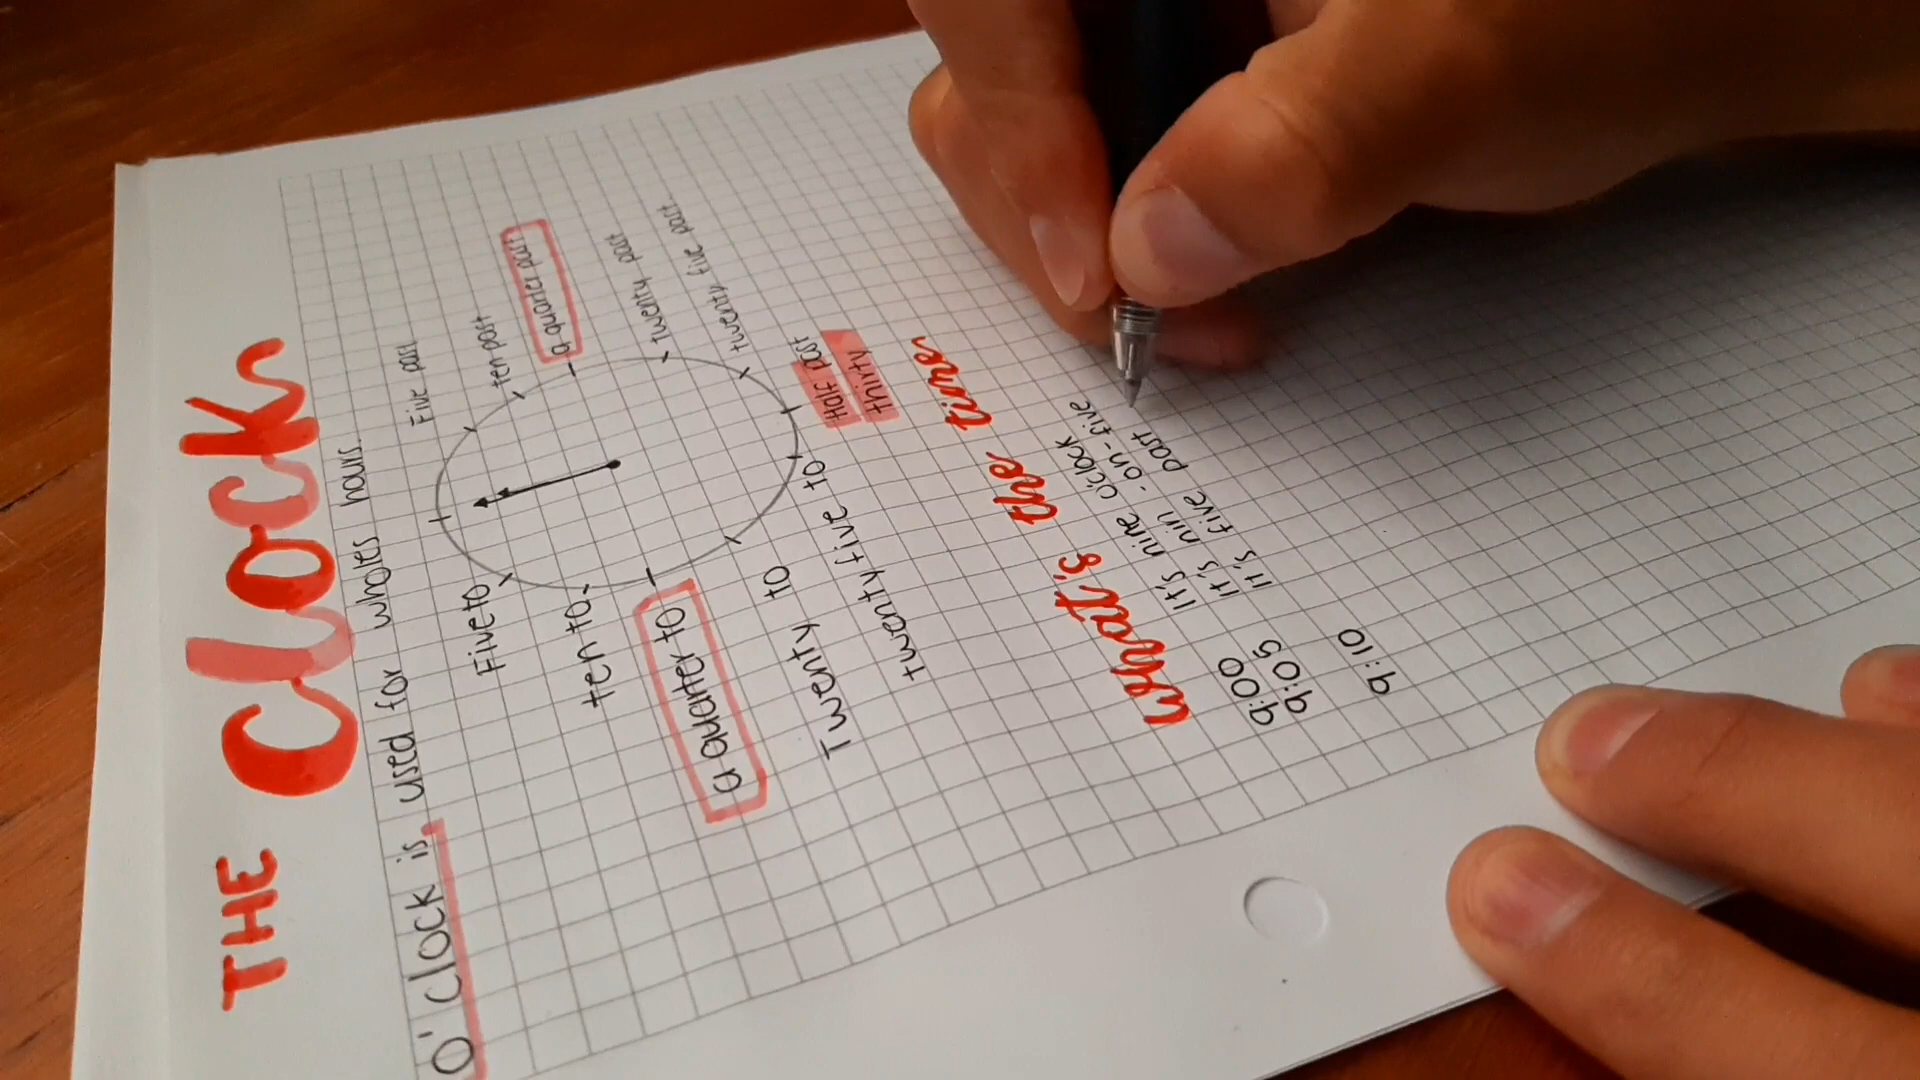 THE Clock
O'clock is, used for wholes hours.
Five past
ten past
a quarter past
twenty past
twenty five past
Half past
thirty
Five to
ten to
a quarter to
Twenty to
twenty five to
What's the time
9:00 It's nine o'clock
9:05 It's nin - on - five
It's five past
9:10